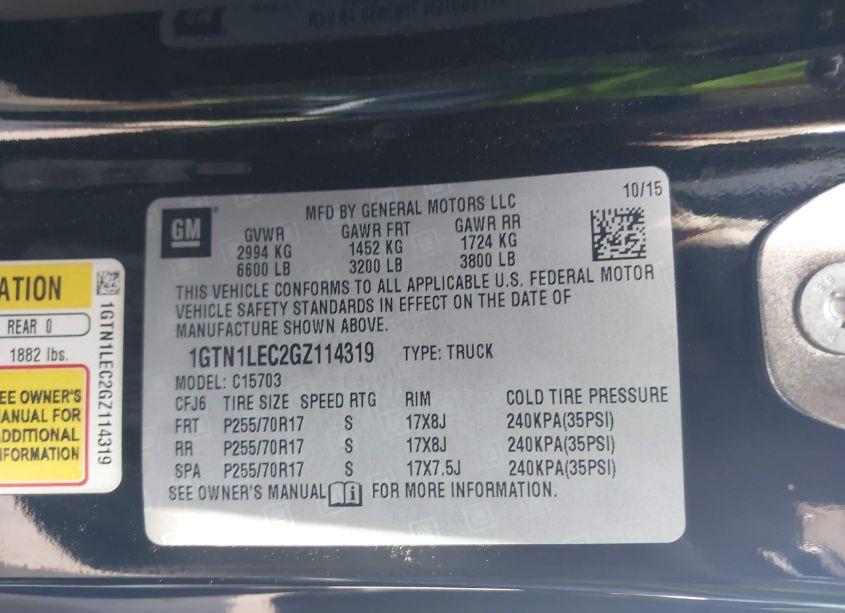 MFD BY GENERAL MOTORS LLC
10/15
GM
GVWR GAWR FRT GAWR RR
2994 KG 1452 KG 1724 KG
6600 LB 3200 LB 3800 LB
THIS VEHICLE CONFORMS TO ALL APPLICABLE U.S. FEDERAL MOTOR
VEHICLE SAFETY STANDARDS IN EFFECT ON THE DATE OF
MANUFACTURE SHOWN ABOVE.
1GTN1LEC2GZ114319 TYPE: TRUCK
MODEL: C15703
CFJ6 TIRE SIZE SPEED RTG RIM COLD TIRE PRESSURE
FRT P255/70R17 S 17X8J 240KPA(35PSI)
RR P255/70R17 S 17X8J 240KPA(35PSI)
SPA P255/70R17 S 17X7.5J 240KPA(35PSI)
SEE OWNER'S MANUAL FOR MORE INFORMATION.
ATION
REAR 0
1882 lbs.
EE OWNER'S
MANUAL FOR
ADDITIONAL
NFORMATION
1GTN1LEC2GZ114319